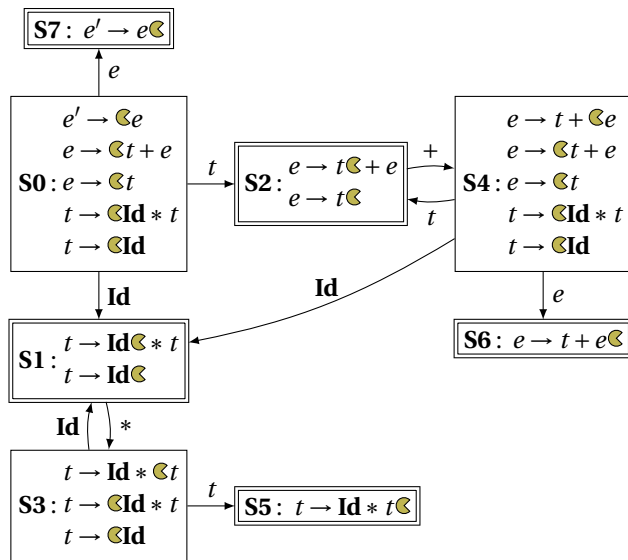 S7: e′ → e
e
e′ → e
e → t + e
S0: e → t
t → Id ∗ t
t → Id
t
S2: e → t + e
e → t
+
t
e → t + e
e → t + e
S4: e → t
t → Id ∗ t
t → Id
Id
Id
e
S6: e → t + e
S1: t → Id ∗ t
t → Id
Id
∗
t → Id ∗ t
S3: t → Id ∗ t
t → Id
t
S5: t → Id ∗ t